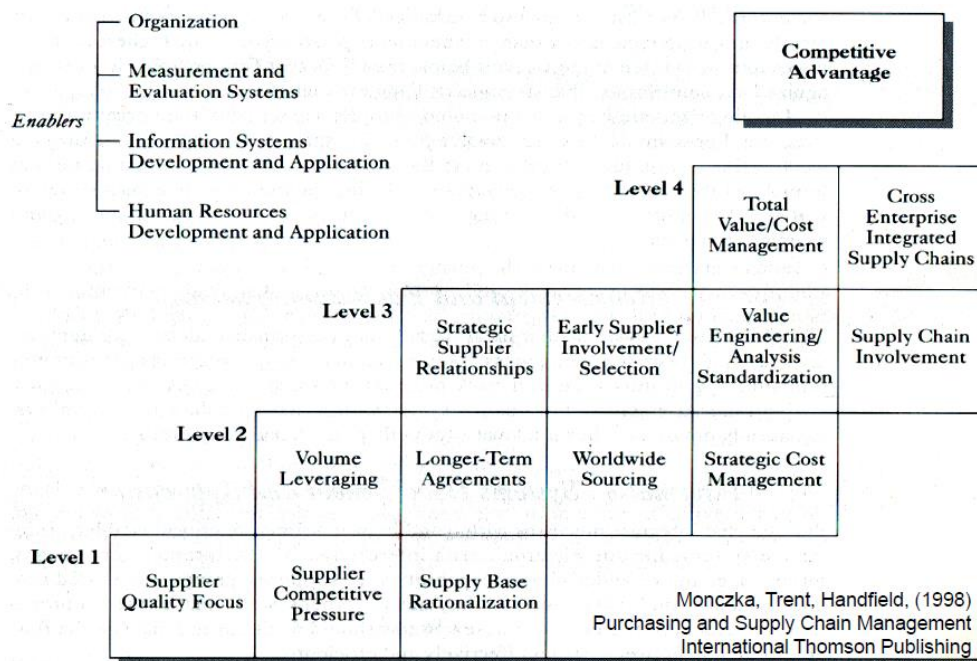 Organization
Measurement and
Evaluation Systems
Enablers
Information Systems
Development and Application
Human Resources
Development and Application
Competitive
Advantage
Level 4
Total
Value/Cost
Management
Cross
Enterprise
Integrated
Supply Chains
Level 3
Strategic
Supplier
Relationships
Early Supplier
Involvement/
Selection
Value
Engineering/
Analysis
Standardization
Supply Chain
Involvement
Level 2
Volume
Leveraging
Longer-Term
Agreements
Worldwide
Sourcing
Strategic Cost
Management
Level 1
Supplier
Quality Focus
Supplier
Competitive
Pressure
Supply Base
Rationalization
Monczka, Trent, Handfield, (1998)
Purchasing and Supply Chain Management
International Thomson Publishing